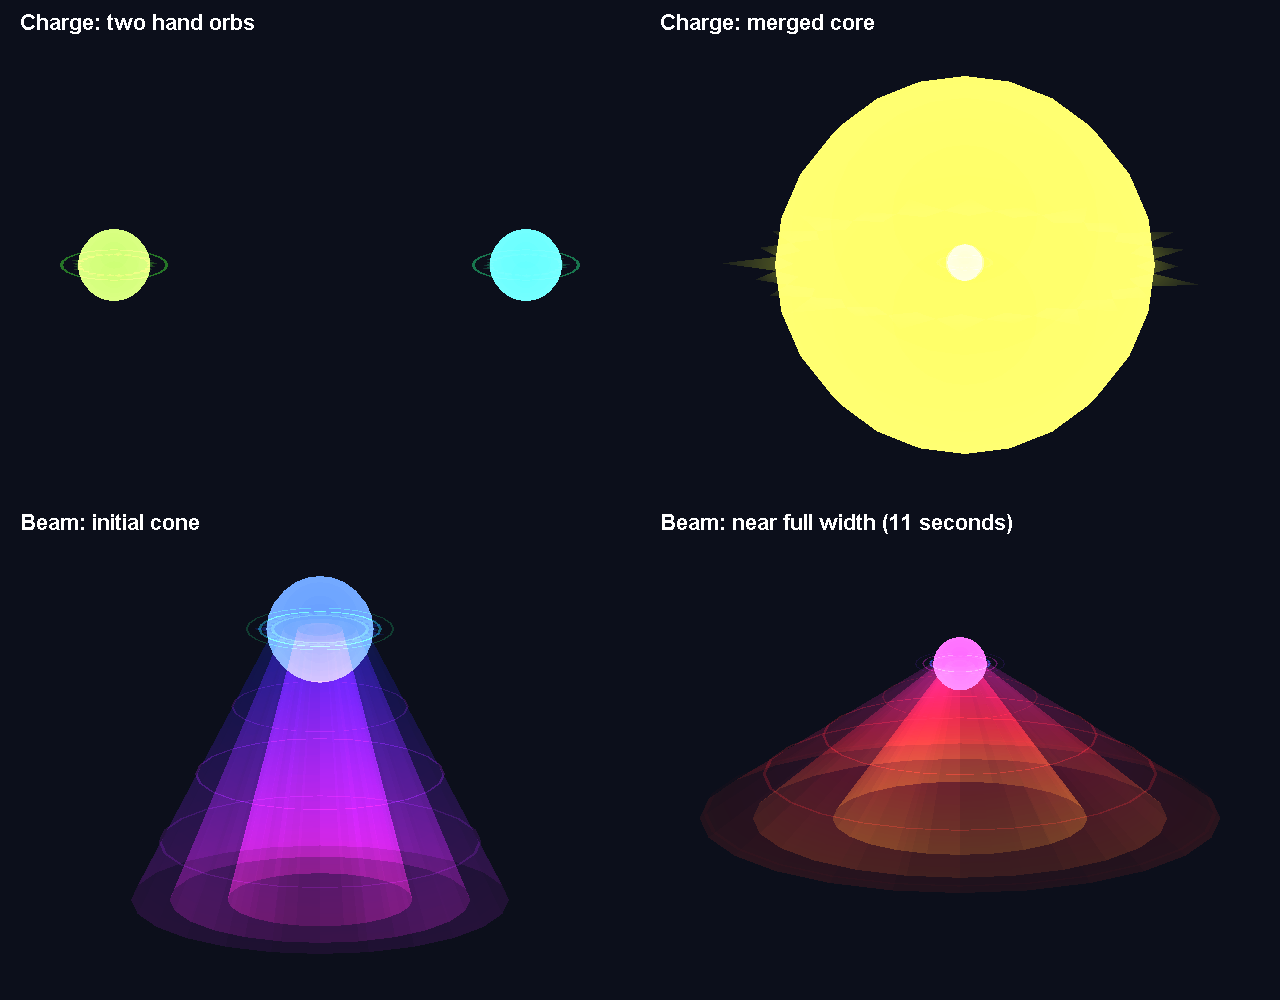 Charge: two hand orbs
Charge: merged core
Beam: initial cone
Beam: near full width (11 seconds)